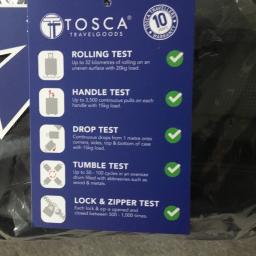 TOSCA®
TRAVELGOODS
10
ROLLING TEST
Up to 32 kilometres of rolling on an
uneven surface with 20kg load.
HANDLE TEST
Up to 3,500 continuous pulls on each
handle with 15kg load.
DROP TEST
Continuous drops from 1 metre onto
corners, sides, top & bottom of case
with 15kg load.
TUMBLE TEST
Up to 50 - 100 cycles in an oversize
drum filled with abbresives such as
wood & metals.
LOCK & ZIPPER TEST
Each lock & zip is opened and
closed between 500 - 1,000 times.